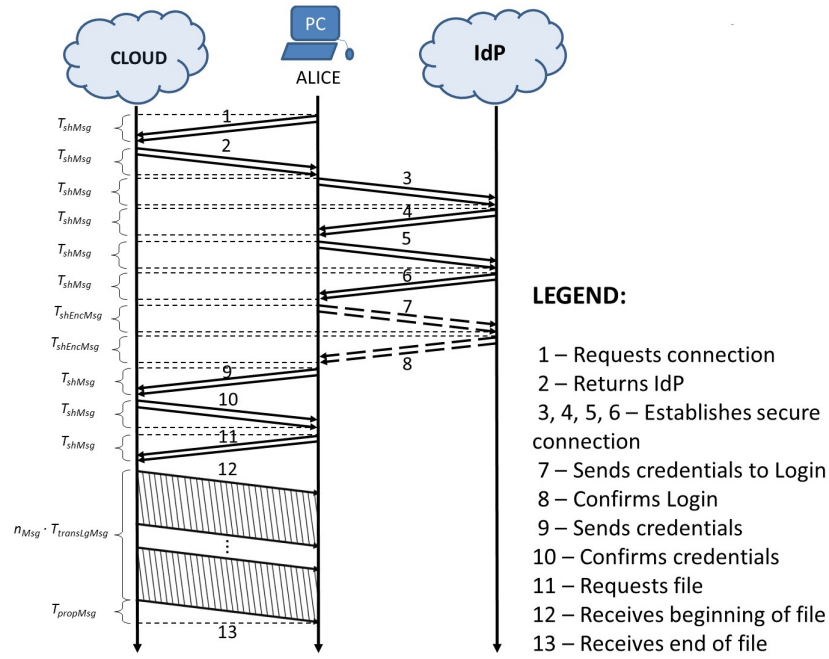 CLOUD
PC
ALICE
IdP
T_shMsg
1
T_shMsg
2
T_shMsg
3
T_shMsg
4
T_shMsg
5
T_shMsg
6
T_shEncMsg
7
T_shEncMsg
8
T_shMsg
9
T_shMsg
10
T_shMsg
11
12
n_Msg · T_transLgMsg
⋮
T_propMsg
13
LEGEND:
1 – Requests connection
2 – Returns IdP
3, 4, 5, 6 – Establishes secure
connection
7 – Sends credentials to Login
8 – Confirms Login
9 – Sends credentials
10 – Confirms credentials
11 – Requests file
12 – Receives beginning of file
13 – Receives end of file